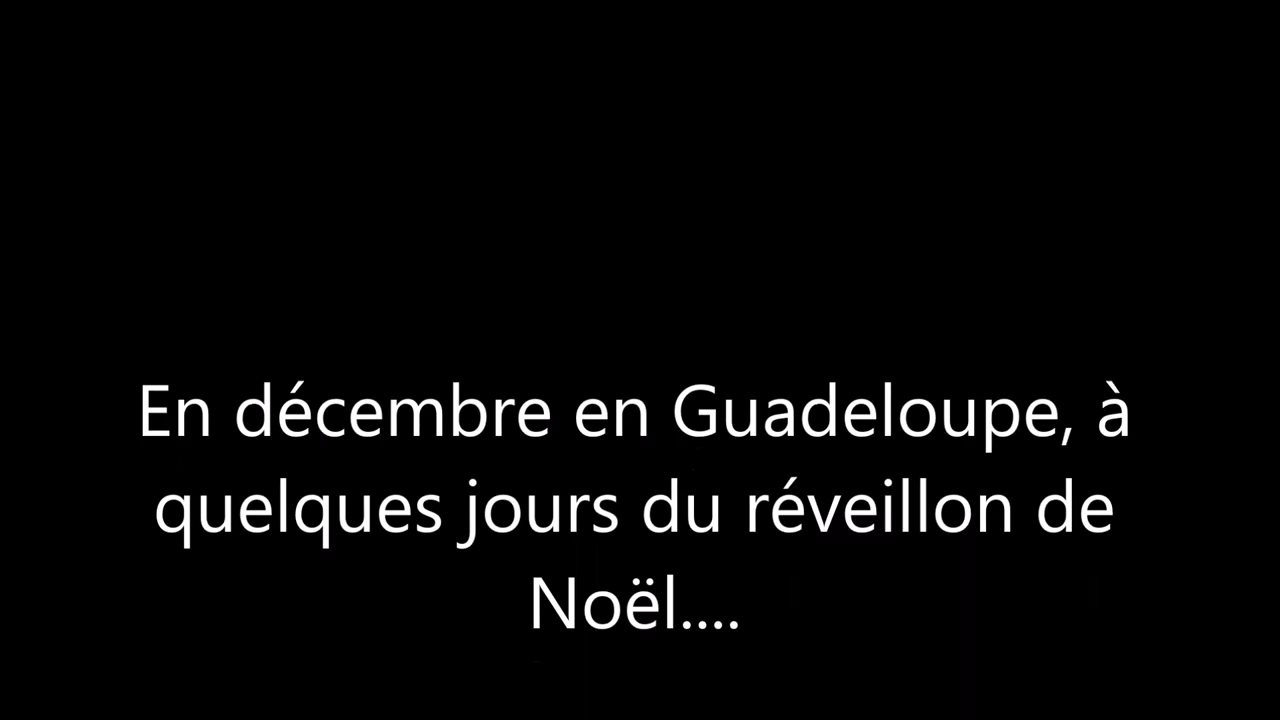 En décembre en Guadeloupe, à
quelques jours du réveillon de
Noël....